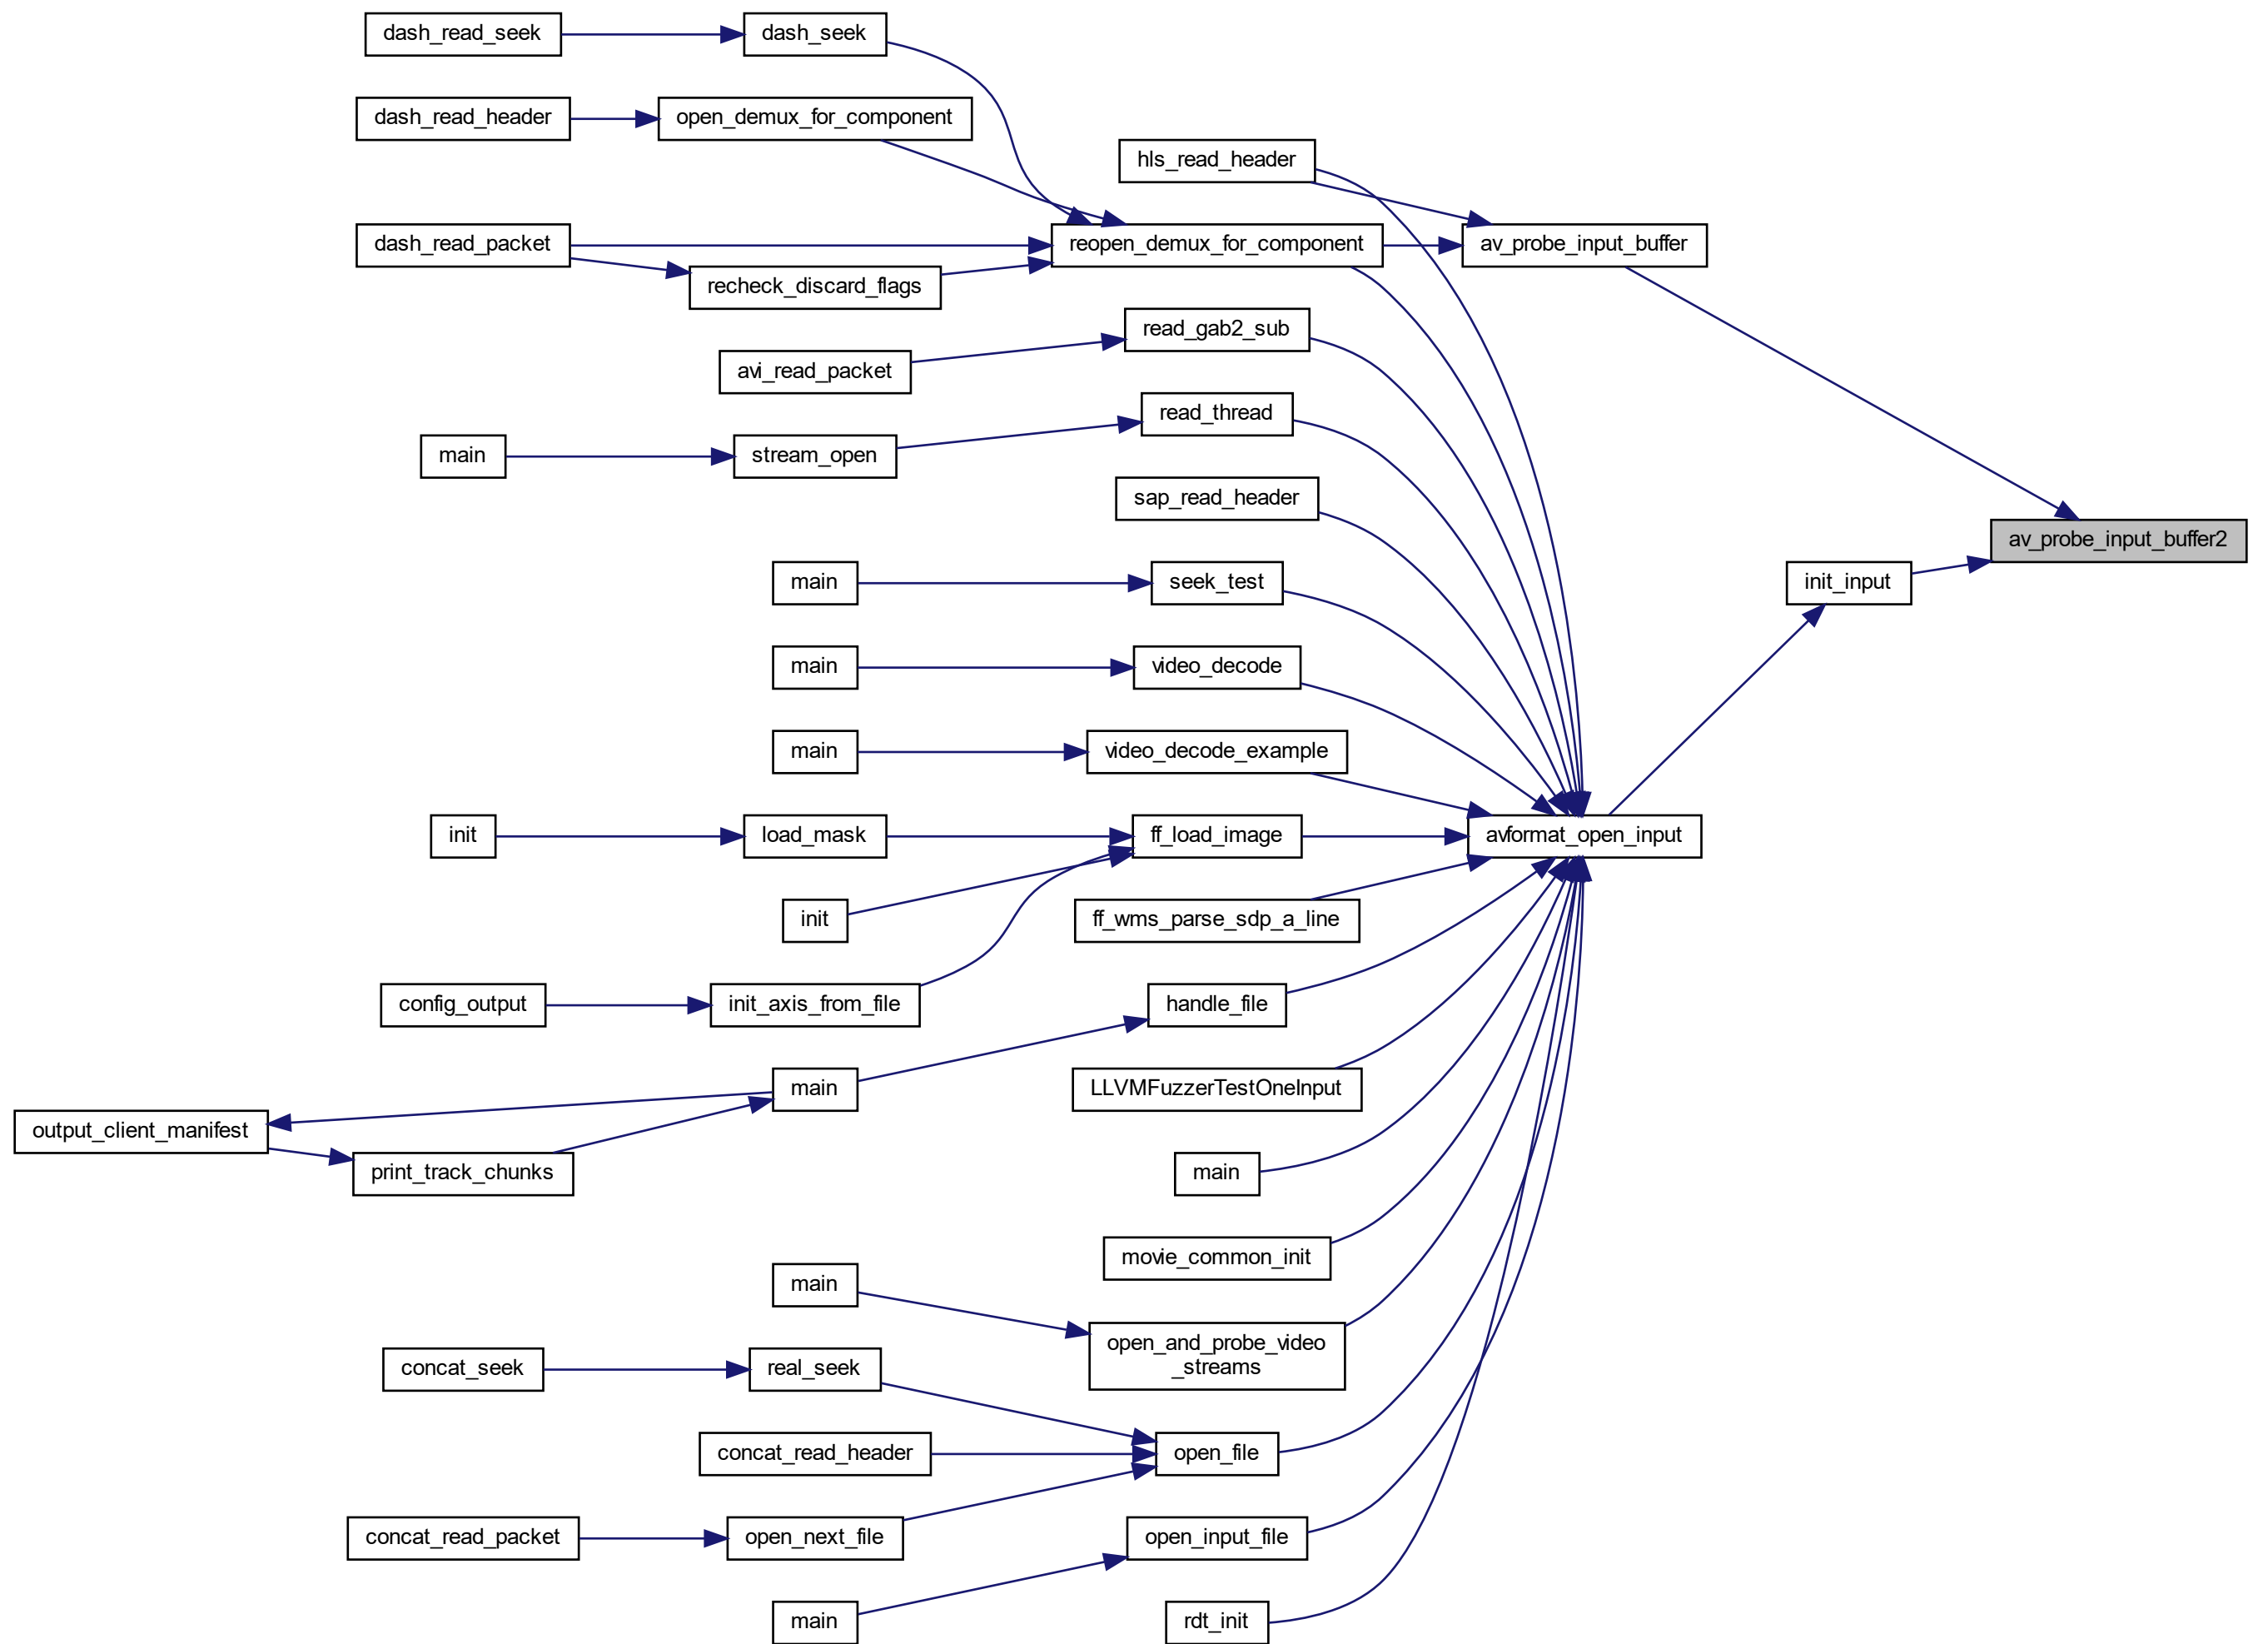 dash_read_seek
dash_seek
dash_read_header
open_demux_for_component
hls_read_header
dash_read_packet
reopen_demux_for_component
av_probe_input_buffer
recheck_discard_flags
read_gab2_sub
avi_read_packet
read_thread
main
stream_open
sap_read_header
av_probe_input_buffer2
main
seek_test
init_input
main
video_decode
main
video_decode_example
init
load_mask
ff_load_image
avformat_open_input
init
ff_wms_parse_sdp_a_line
config_output
init_axis_from_file
handle_file
main
LLVMFuzzerTestOneInput
output_client_manifest
print_track_chunks
main
movie_common_init
main
open_and_probe_video
_streams
concat_seek
real_seek
concat_read_header
open_file
concat_read_packet
open_next_file
open_input_file
main
rdt_init